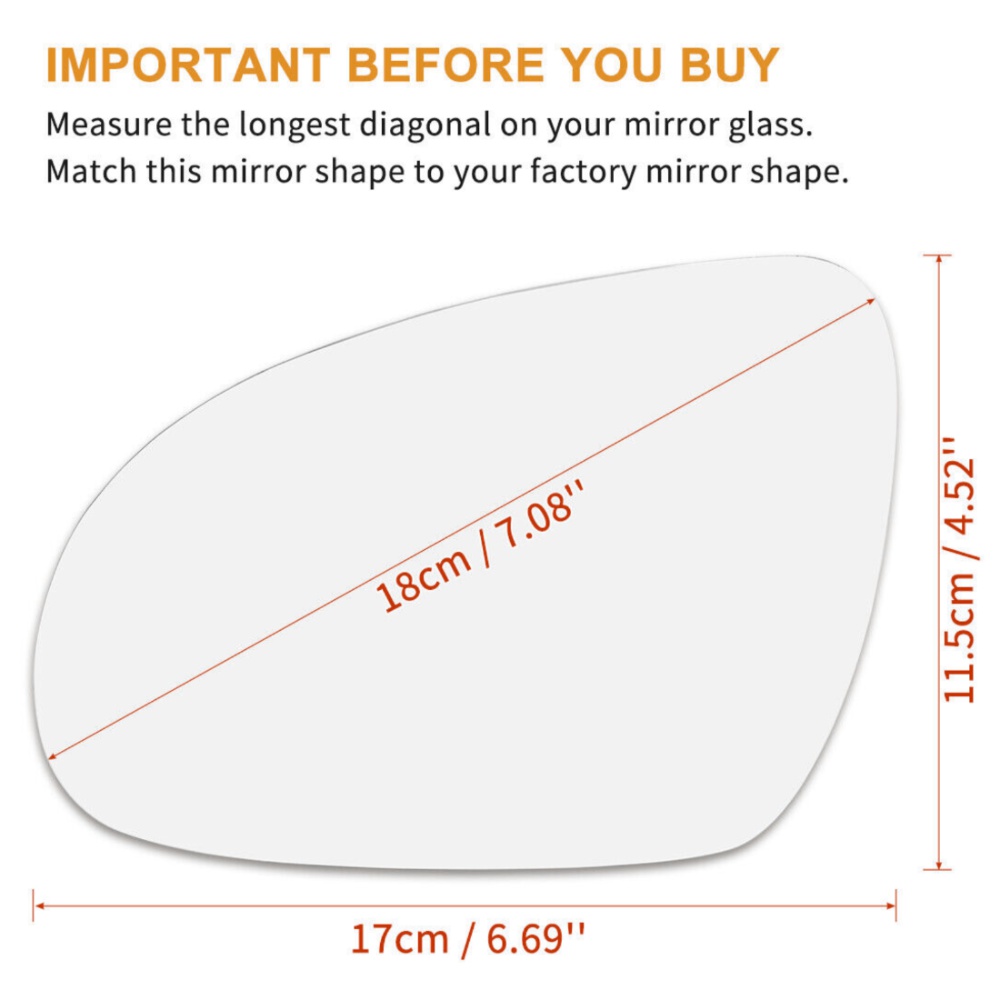 IMPORTANT BEFORE YOU BUY
Measure the longest diagonal on your mirror glass.
Match this mirror shape to your factory mirror shape.
18cm / 7.08''
11.5cm / 4.52''
17cm / 6.69''